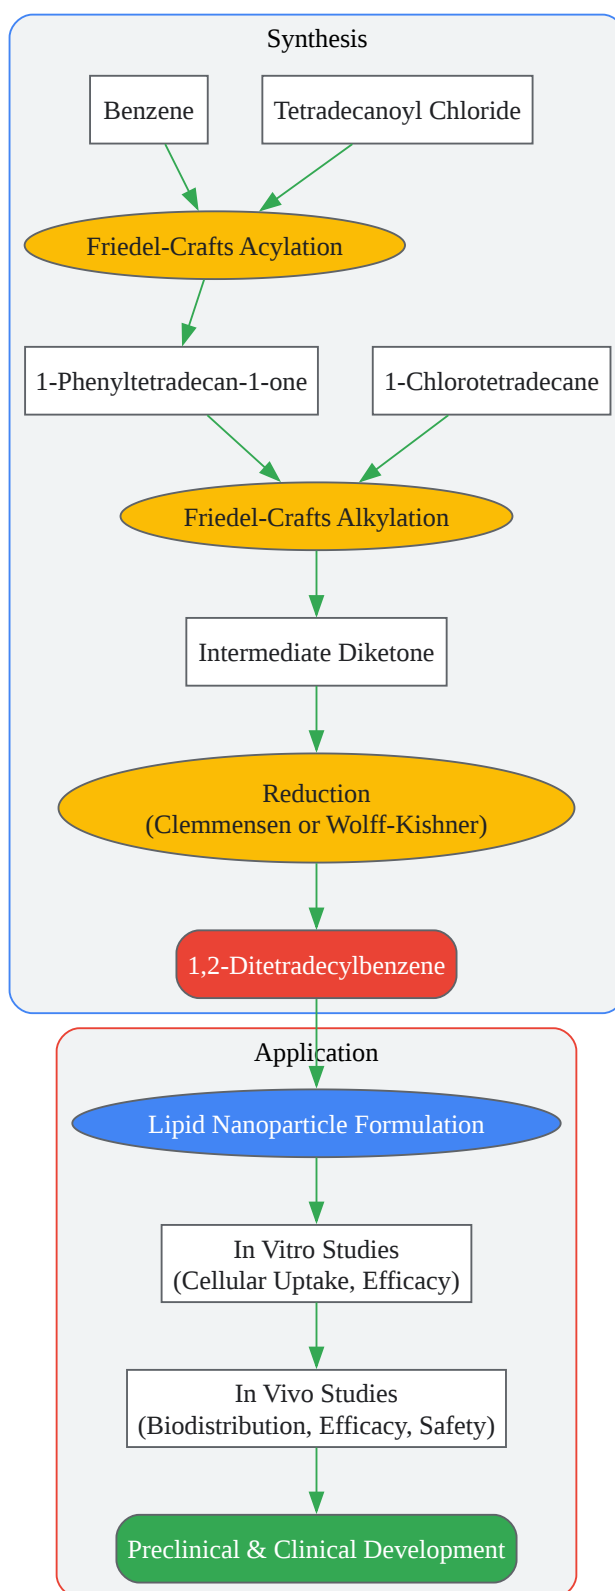 Synthesis
Benzene
Tetradecanoyl Chloride
Friedel-Crafts Acylation
1-Phenyltetradecan-1-one
1-Chlorotetradecane
Friedel-Crafts Alkylation
Intermediate Diketone
Reduction
(Clemmensen or Wolff-Kishner)
1,2-Ditetradecylbenzene
Application
Lipid Nanoparticle Formulation
In Vitro Studies
(Cellular Uptake, Efficacy)
In Vivo Studies
(Biodistribution, Efficacy, Safety)
Preclinical & Clinical Development